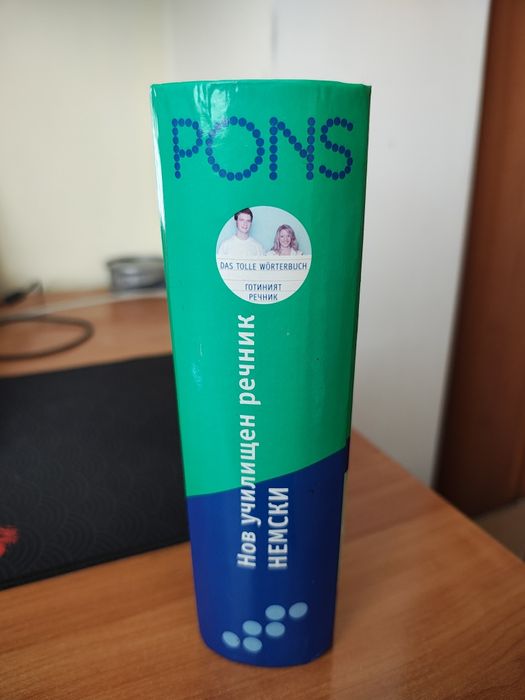 PONS
DAS TOLLE WÖRTERBUCH
ГОТИНИЯТ
РЕЧНИК
Нов училищен речник
НЕМСКИ